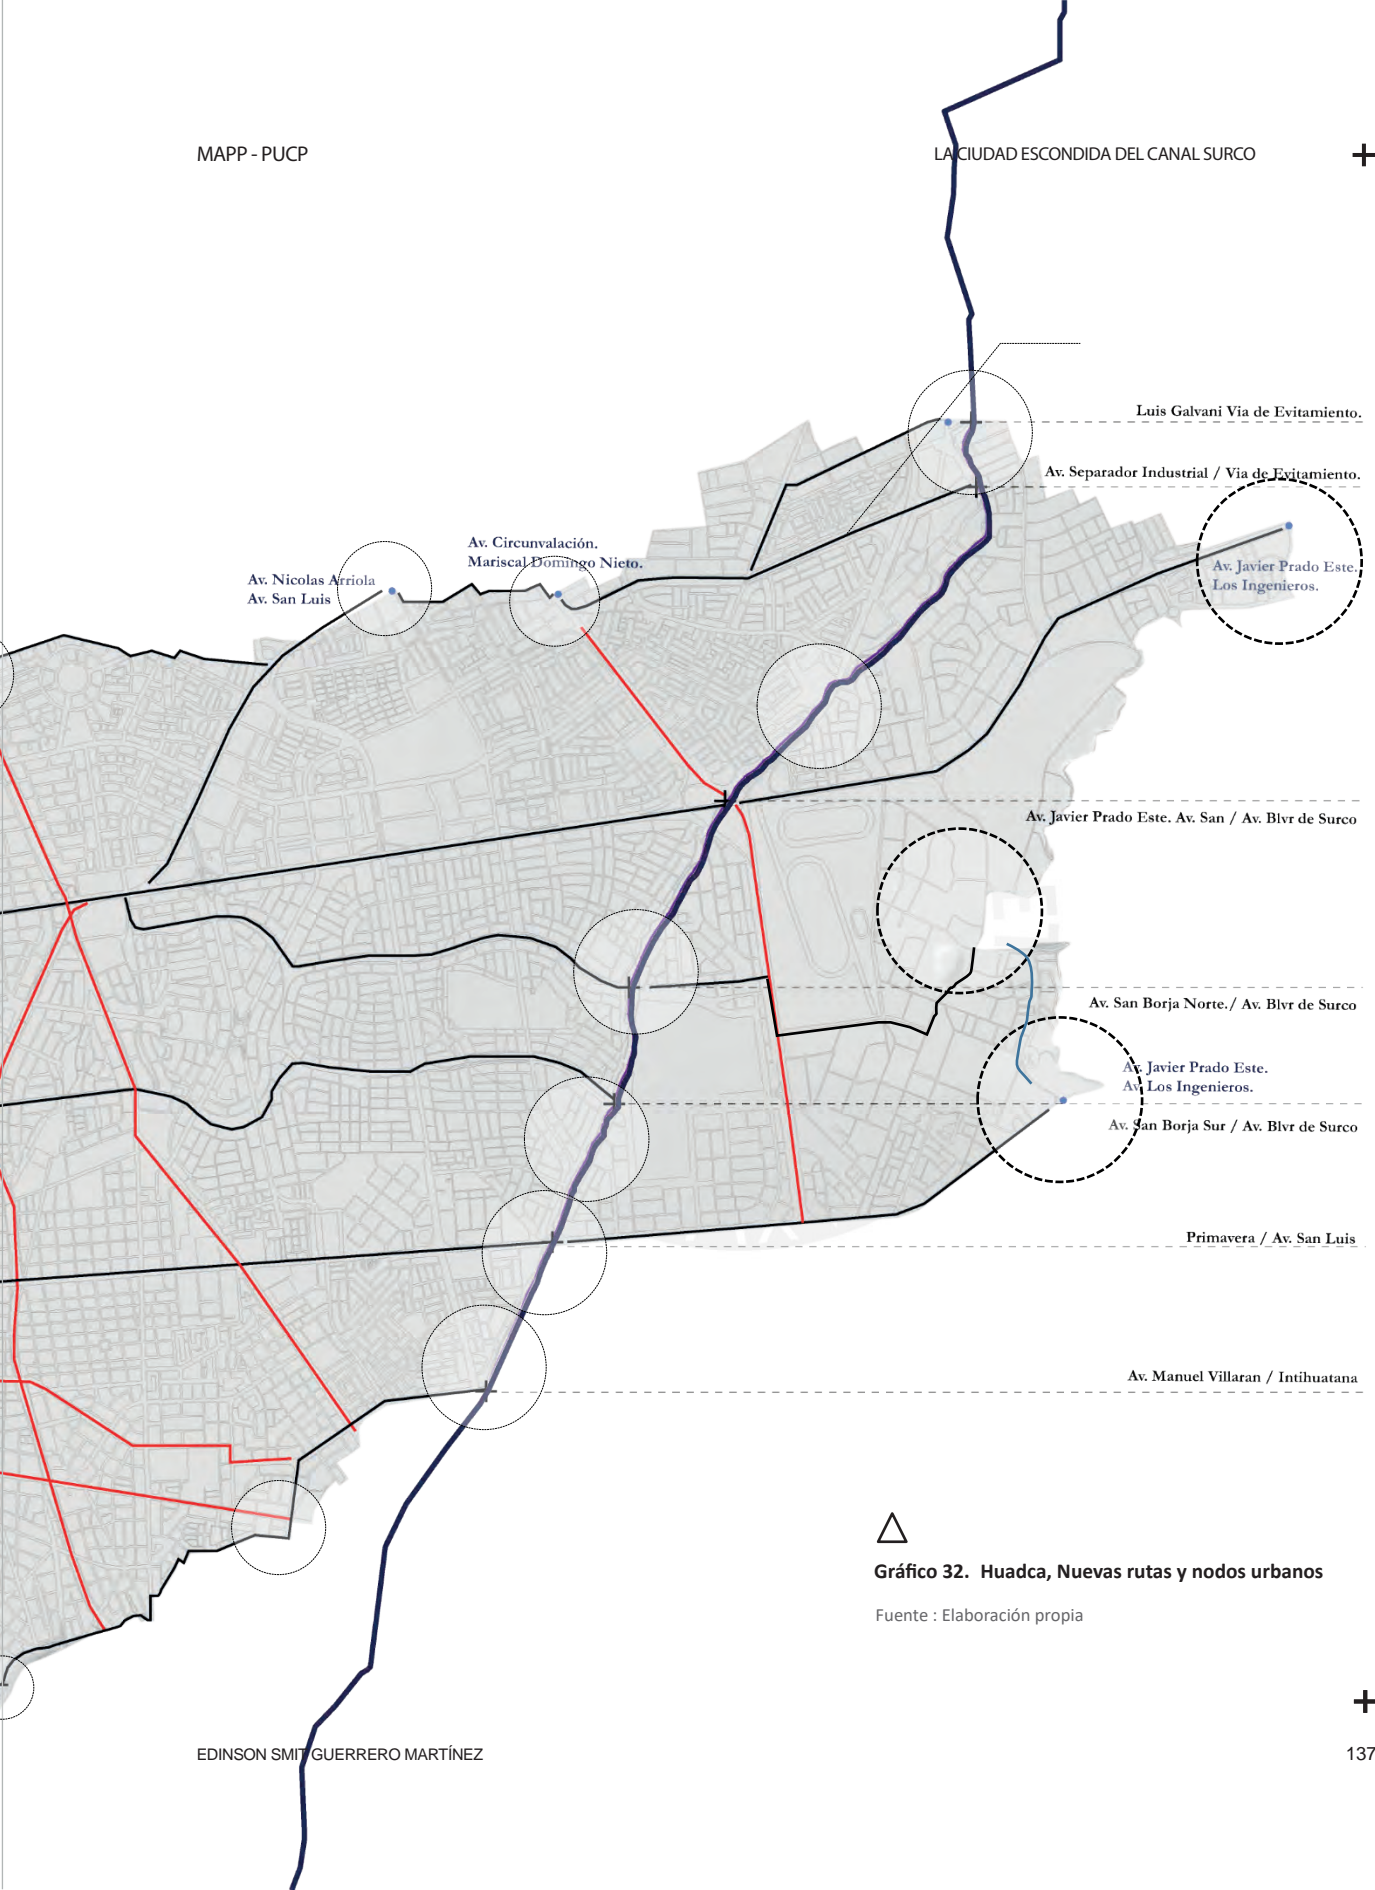 MAPP - PUCP
LA CIUDAD ESCONDIDA DEL CANAL SURCO
Luis Galvani Via de Evitamiento.
Av. Separador Industrial / Via de Evitamiento.
Av. Circunvalación.
Mariscal Domingo Nieto.
Av. Nicolas Arriola
Av. San Luis
Av. Javier Prado Este.
Los Ingenieros.
Av. Javier Prado Este. Av. San / Av. Blvr de Surco
Av. San Borja Norte./ Av. Blvr de Surco
Av. Javier Prado Este.
Av. Los Ingenieros.
Av. San Borja Sur / Av. Blvr de Surco
Primavera / Av. San Luis
Av. Manuel Villaran / Intihuatana
Gráfico 32. Huadca, Nuevas rutas y nodos urbanos
Fuente : Elaboración propia
EDINSON SMIT GUERRERO MARTÍNEZ
137